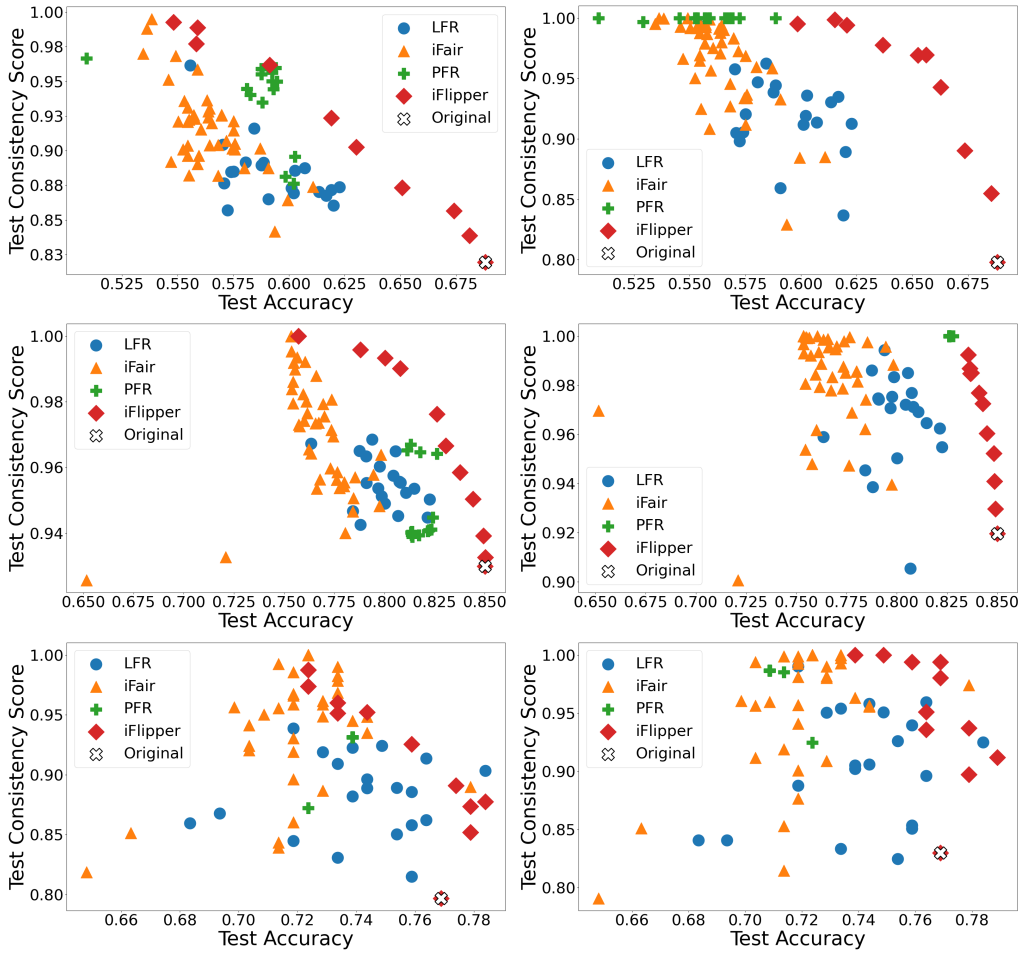 Test Consistency Score
1.00
0.98
0.95
0.93
0.90
0.88
0.85
0.83
LFR
iFair
PFR
iFlipper
Original
0.525 0.550 0.575 0.600 0.625 0.650 0.675
Test Accuracy
Test Consistency Score
1.00
0.95
0.90
0.85
0.80
LFR
iFair
PFR
iFlipper
Original
0.525 0.550 0.575 0.600 0.625 0.650 0.675
Test Accuracy
Test Consistency Score
1.00
0.98
0.96
0.94
LFR
iFair
PFR
iFlipper
Original
0.650 0.675 0.700 0.725 0.750 0.775 0.800 0.825 0.850
Test Accuracy
Test Consistency Score
1.00
0.98
0.96
0.94
0.92
0.90
LFR
iFair
PFR
iFlipper
Original
0.650 0.675 0.700 0.725 0.750 0.775 0.800 0.825 0.850
Test Accuracy
Test Consistency Score
1.00
0.95
0.90
0.85
0.80
LFR
iFair
PFR
iFlipper
Original
0.66 0.68 0.70 0.72 0.74 0.76 0.78
Test Accuracy
Test Consistency Score
1.00
0.95
0.90
0.85
0.80
LFR
iFair
PFR
iFlipper
Original
0.66 0.68 0.70 0.72 0.74 0.76 0.78
Test Accuracy